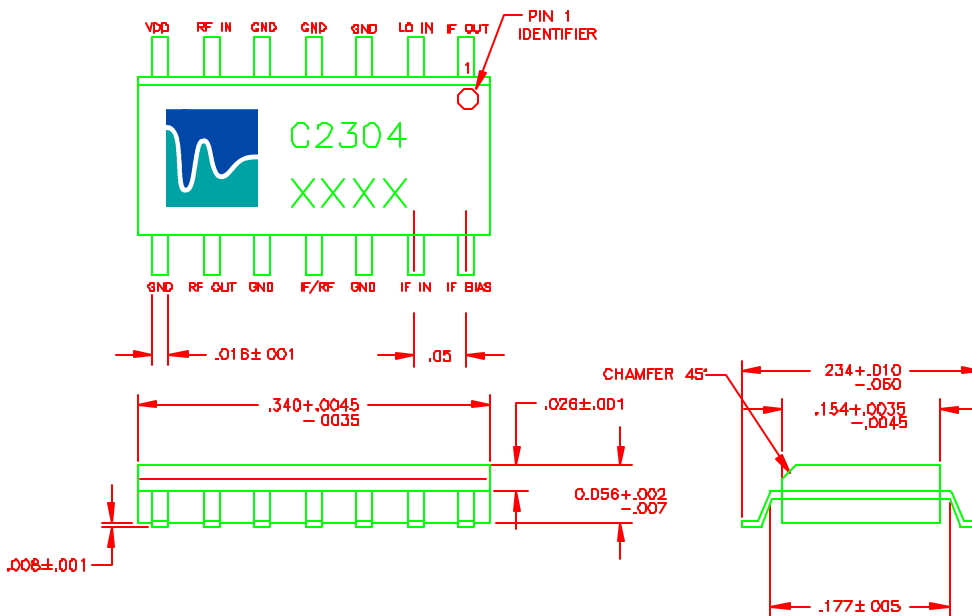 PIN 1
IDENTIFIER
VDD RF IN GND GND GND LO IN IF OUT
1
C2304
XXXX
GND RF OUT GND IF/RF GND IF IN IF BIAS
.018± 001
.05
CHAMFER 45°
234+.010
-.060
.340+.0045
- 0035
.026±.001
.154+.0035
-.0045
0.056+.002
-.007
.008±.001
.177± 005